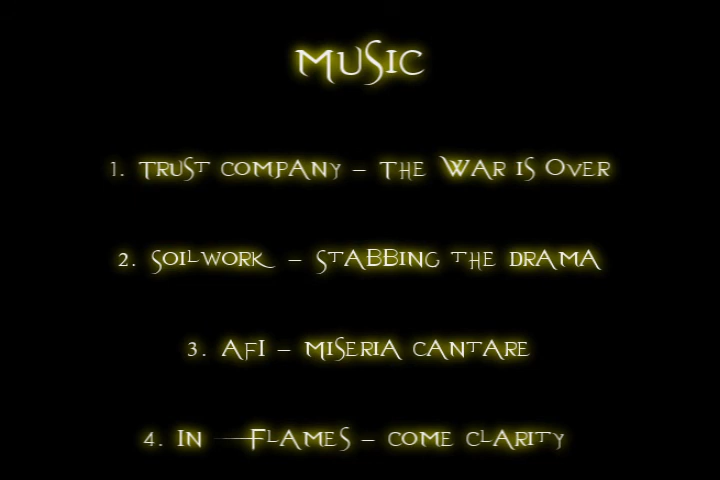 MUSIC
1. TRUST COMPANY – THE WAR IS OVER
2. SOILWORK – STABBING THE DRAMA
3. AFI – MISERIA CANTARE
4. IN FLAMES – COME CLARITY